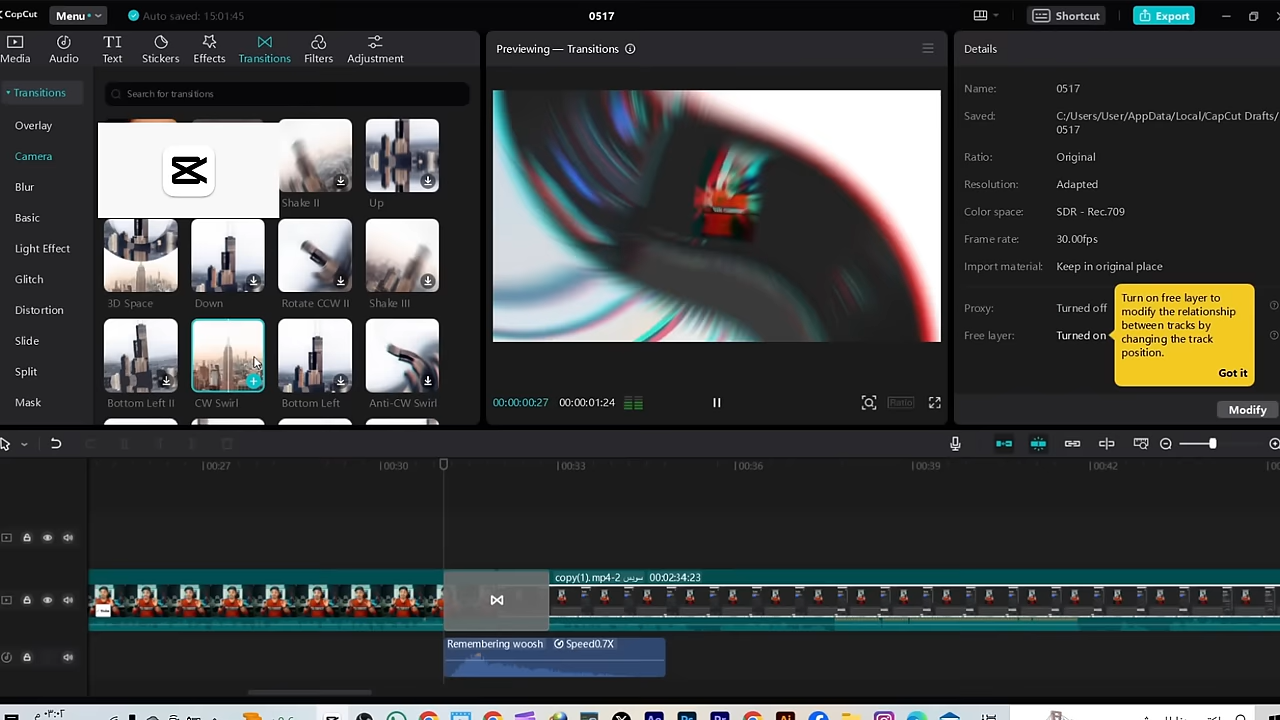 CapCut
Menu
Auto saved: 15:01:45
0517
Shortcut
Export
Media
Audio
Text
Stickers
Effects
Transitions
Filters
Adjustment
Transitions
Overlay
Camera
Blur
Basic
Light Effect
Glitch
Distortion
Slide
Split
Mask
Search for transitions
Shake II
Up
3D Space
Down
Rotate CCW II
Shake III
Bottom Left II
CW Swirl
Bottom Left
Anti-CW Swirl
Previewing — Transitions
00:00:00:27
00:00:01:24
Ratio
Details
Name: 0517
Saved: C:/Users/User/AppData/Local/CapCut Drafts/
0517
Ratio: Original
Resolution: Adapted
Color space: SDR - Rec.709
Frame rate: 30.00fps
Import material: Keep in original place
Proxy: Turned off
Free layer: Turned on
Turn on free layer to
modify the relationship
between tracks by
changing the track
position.
Got it
Modify
00:27
00:30
00:33
00:36
00:39
00:42
copy(1).mp4-2 سويس 00:02:34:23
Remembering woosh
Speed0.7X